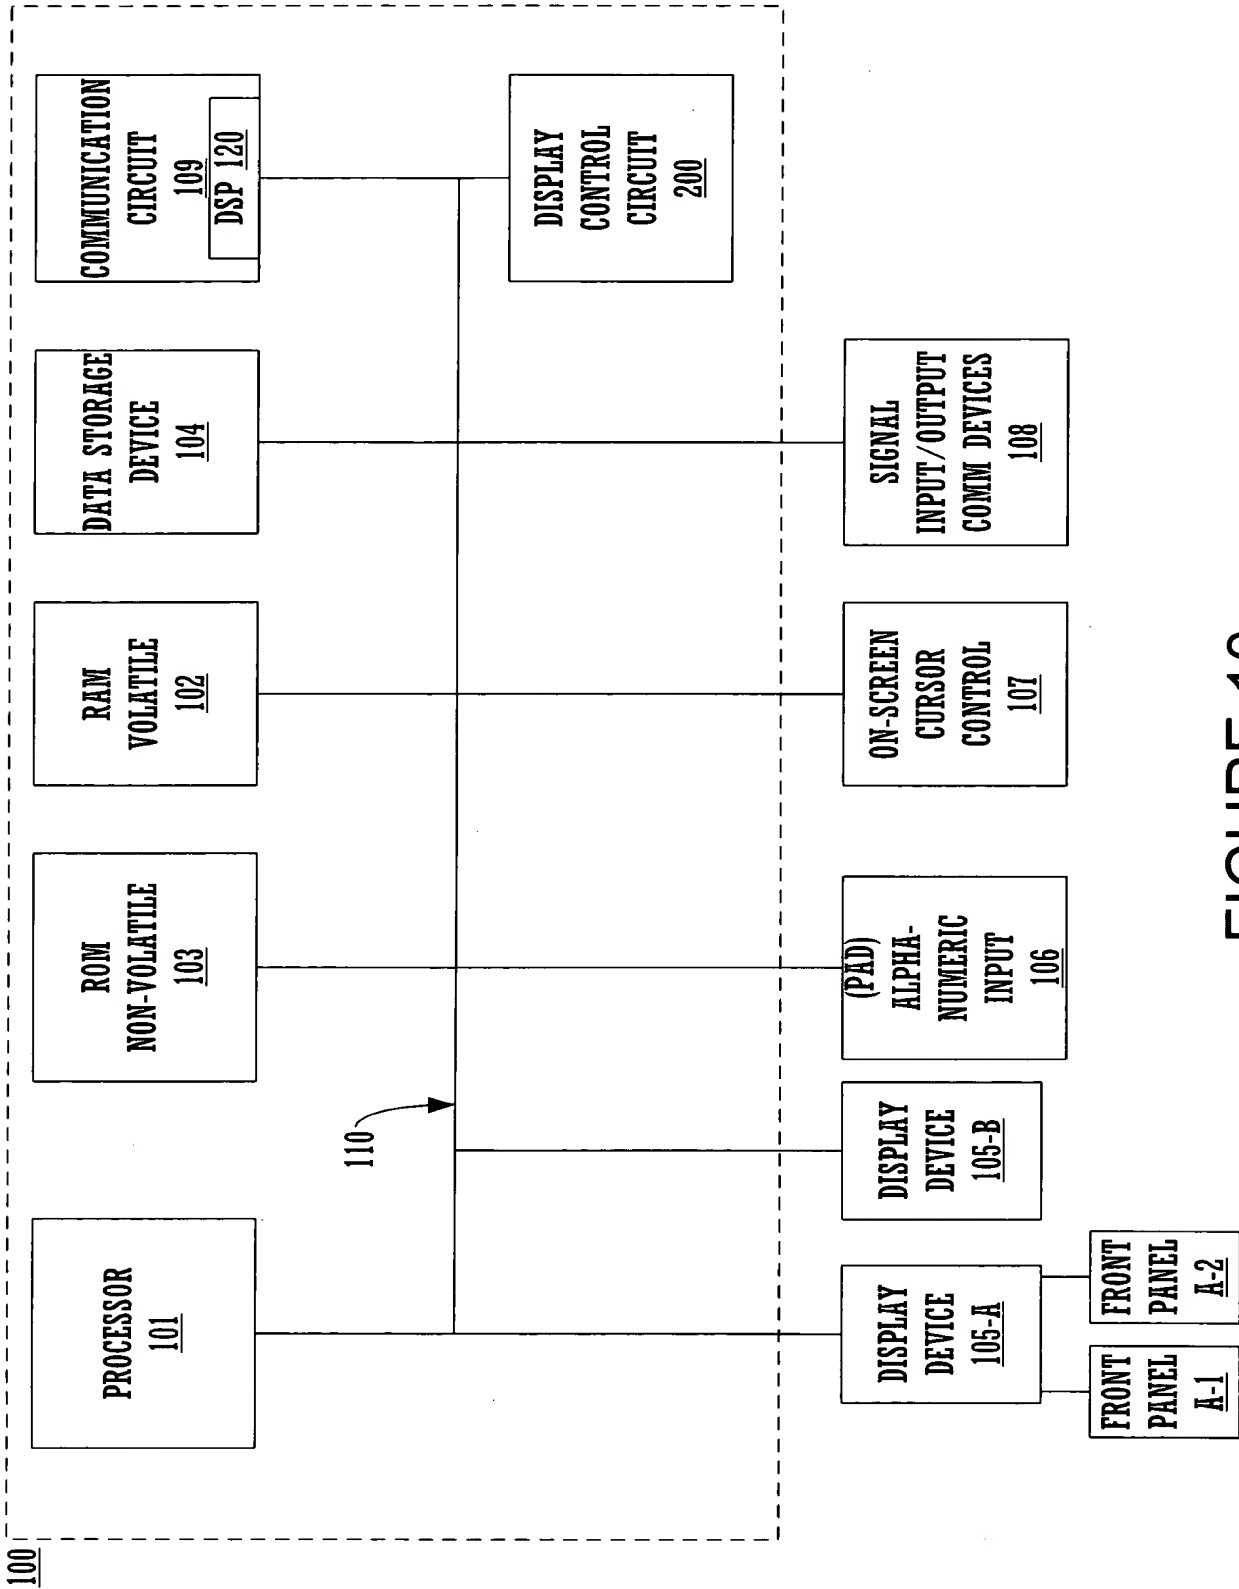 100
PROCESSOR
101
ROM
NON-VOLATILE
103
RAM
VOLATILE
102
DATA STORAGE
DEVICE
104
COMMUNICATION
CIRCUIT
109
DSP 120
110
DISPLAY
CONTROL
CIRCUIT
200
DISPLAY
DEVICE
105-A
DISPLAY
DEVICE
105-B
(PAD)
ALPHA-
NUMERIC
INPUT
106
ON-SCREEN
CURSOR
CONTROL
107
SIGNAL
INPUT/OUTPUT
COMM DEVICES
108
FRONT
PANEL
A-1
FRONT
PANEL
A-2
FIGURE